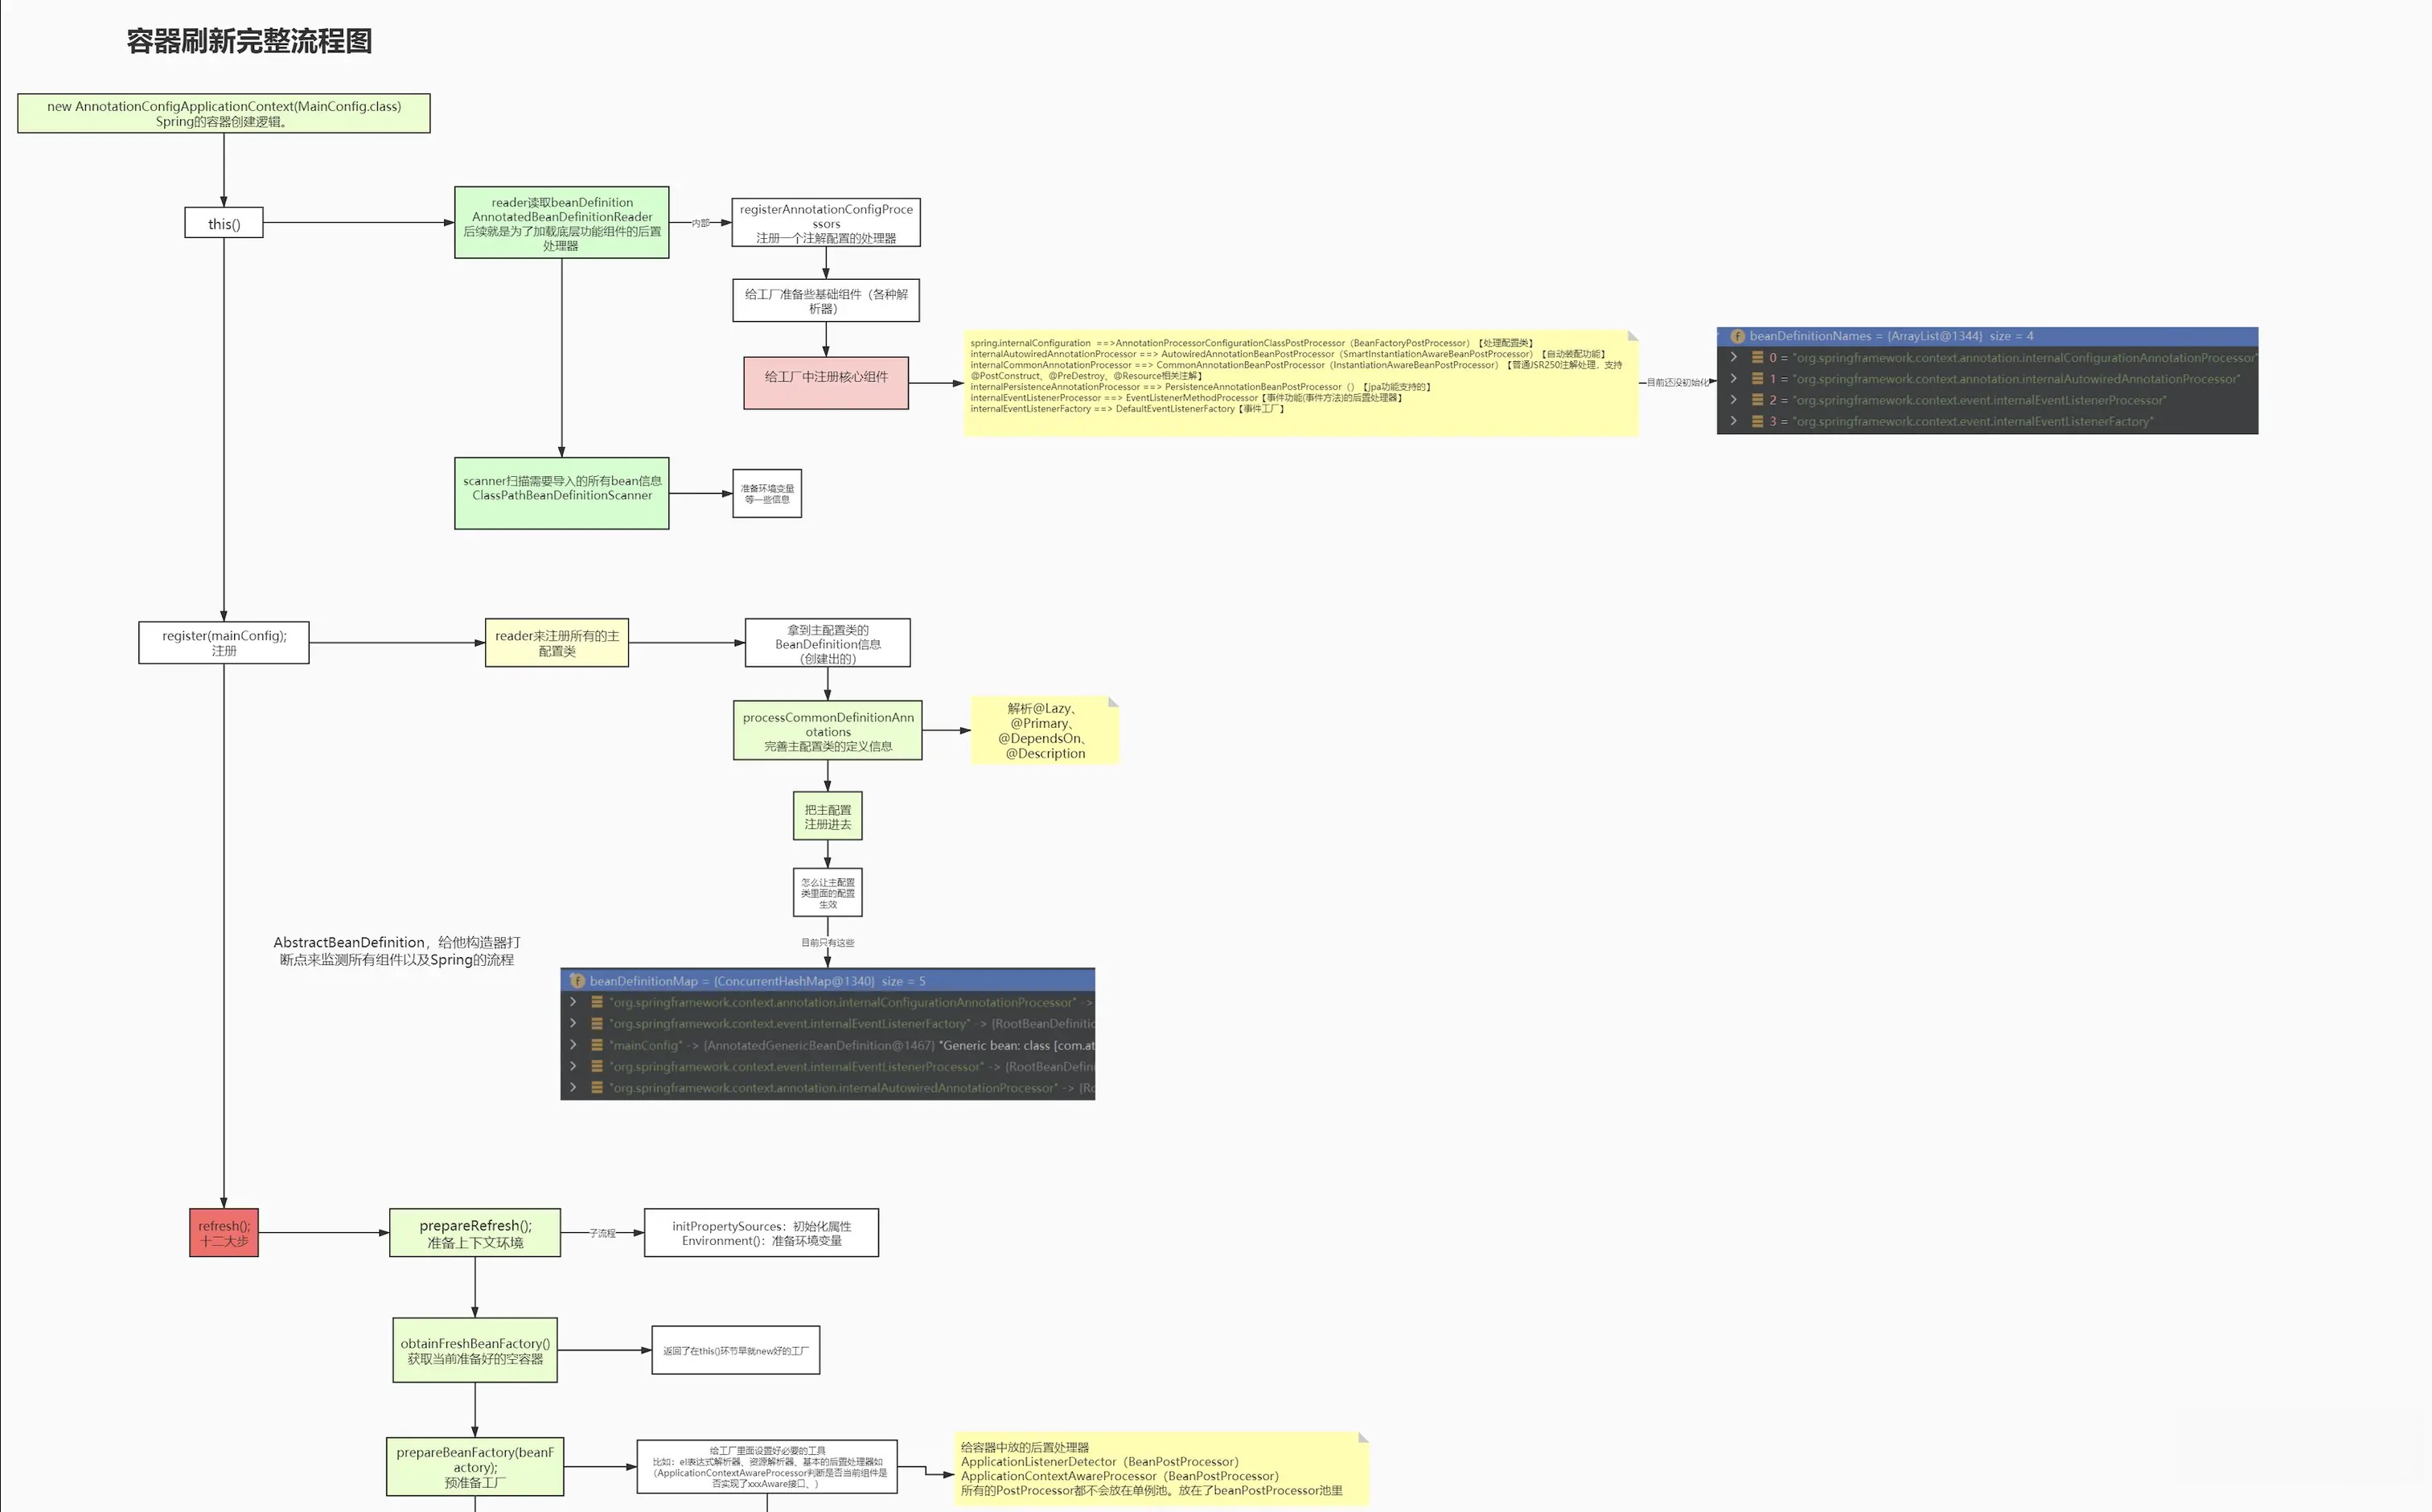 容器刷新完整流程图
new AnnotationConfigApplicationContext(MainConfig.class)
Spring的容器创建逻辑。
this()
reader读取beanDefinition
AnnotatedBeanDefinitionReader
后续就是为了加载底层功能组件的后置
处理器
内部
registerAnnotationConfigProce
ssors
注册一个注解配置的处理器
给工厂准备些基础组件（各种解
析器）
给工厂中注册核心组件
spring.internalConfiguration ==>AnnotationProcessorConfigurationClassPostProcessor（BeanFactoryPostProcessor）【处理配置类】
internalAutowiredAnnotationProcessor ==> AutowiredAnnotationBeanPostProcessor（SmartInstantiationAwareBeanPostProcessor）【自动装配功能】
internalCommonAnnotationProcessor ==> CommonAnnotationBeanPostProcessor（InstantiationAwareBeanPostProcessor）【普通JSR250注解处理，支持
@PostConstruct、@PreDestroy、@Resource相关注解】
internalPersistenceAnnotationProcessor ==> PersistenceAnnotationBeanPostProcessor（）【jpa功能支持的】
internalEventListenerProcessor ==> EventListenerMethodProcessor【事件功能(事件方法)的后置处理器】
internalEventListenerFactory ==> DefaultEventListenerFactory【事件工厂】
目前还没初始化
beanDefinitionNames = {ArrayList@1344} size = 4
0 = "org.springframework.context.annotation.internalConfigurationAnnotationProcessor"
1 = "org.springframework.context.annotation.internalAutowiredAnnotationProcessor"
2 = "org.springframework.context.event.internalEventListenerProcessor"
3 = "org.springframework.context.event.internalEventListenerFactory"
scanner扫描需要导入的所有bean信息
ClassPathBeanDefinitionScanner
准备环境变量
等一些信息
register(mainConfig);
注册
reader来注册所有的主
配置类
拿到主配置类的
BeanDefinition信息
（创建出的）
processCommonDefinitionAnn
otations
完善主配置类的定义信息
解析@Lazy、
@Primary、
@DependsOn、
@Description
把主配置
注册进去
怎么让主配置
类里面的配置
生效
目前只有这些
AbstractBeanDefinition，给他构造器打
断点来监测所有组件以及Spring的流程
beanDefinitionMap = {ConcurrentHashMap@1340} size = 5
"org.springframework.context.annotation.internalConfigurationAnnotationProcessor" ->
"org.springframework.context.event.internalEventListenerFactory" -> {RootBeanDefinitio
"mainConfig" -> {AnnotatedGenericBeanDefinition@1467} "Generic bean: class [com.at
"org.springframework.context.event.internalEventListenerProcessor" -> {RootBeanDefini
"org.springframework.context.annotation.internalAutowiredAnnotationProcessor" -> {Ro
refresh();
十二大步
prepareRefresh();
准备上下文环境
子流程
initPropertySources：初始化属性
Environment()：准备环境变量
obtainFreshBeanFactory()
获取当前准备好的空容器
返回了在this()环节早就new好的工厂
prepareBeanFactory(beanF
actory);
预准备工厂
给工厂里面设置好必要的工具
比如：el表达式解析器、资源解析器、基本的后置处理器如
（ApplicationContextAwareProcessor判断是否当前组件是
否实现了xxxAware接口、）
给容器中放的后置处理器
ApplicationListenerDetector（BeanPostProcessor）
ApplicationContextAwareProcessor（BeanPostProcessor）
所有的PostProcessor都不会放在单例池。放在了beanPostProcessor池里